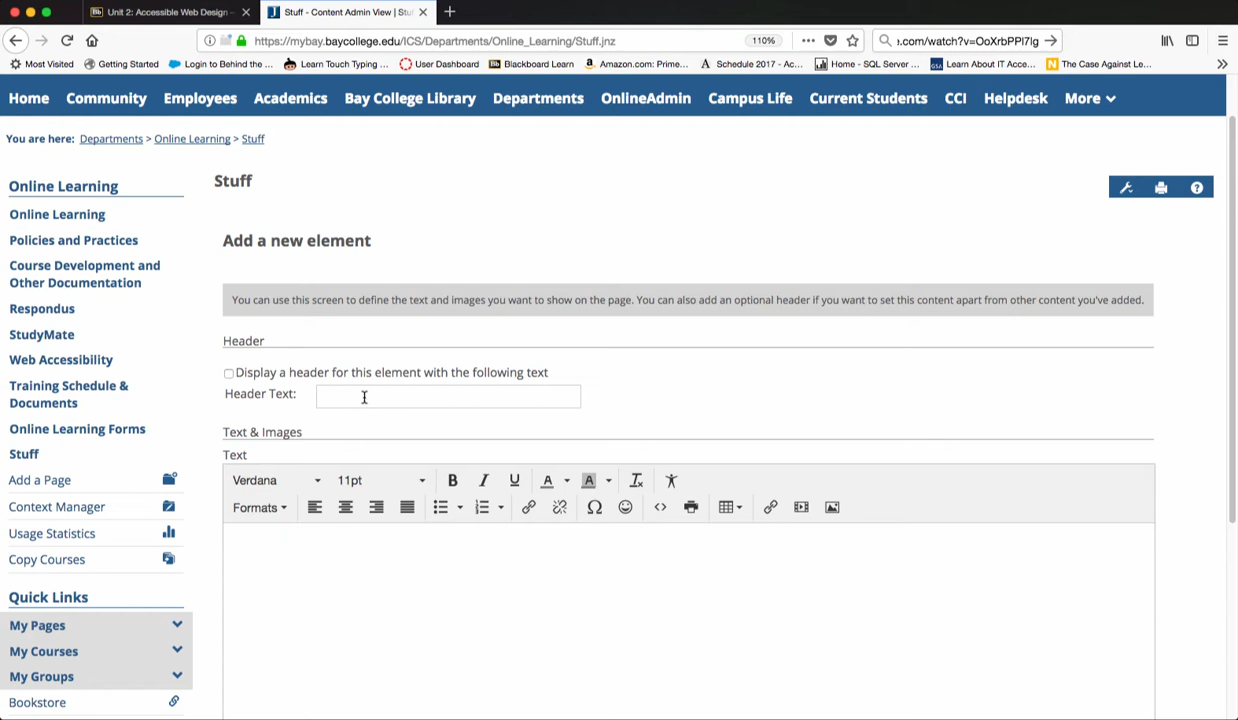 Unit 2: Accessible Web Design –
Stuff - Content Admin View | Stu
https://mybay.baycollege.edu/ICS/Departments/Online_Learning/Stuff.jnz
110%
›.com/watch?v=OoXrbPPl7lg
Most Visited Getting Started Login to Behind the ... Learn Touch Typing ... User Dashboard Blackboard Learn Amazon.com: Prime... Schedule 2017 - Ac... Home - SQL Server ... Learn About IT Acce... The Case Against Le...
Home Community Employees Academics Bay College Library Departments OnlineAdmin Campus Life Current Students CCI Helpdesk More
You are here: Departments > Online Learning > Stuff
Online Learning
Online Learning
Policies and Practices
Course Development and
Other Documentation
Respondus
StudyMate
Web Accessibility
Training Schedule &
Documents
Online Learning Forms
Stuff
Add a Page
Context Manager
Usage Statistics
Copy Courses
Quick Links
My Pages
My Courses
My Groups
Bookstore
Stuff
Add a new element
You can use this screen to define the text and images you want to show on the page. You can also add an optional header if you want to set this content apart from other content you've added.
Header
Display a header for this element with the following text
Header Text:
Text & Images
Text
Verdana 11pt B I U A A
Formats